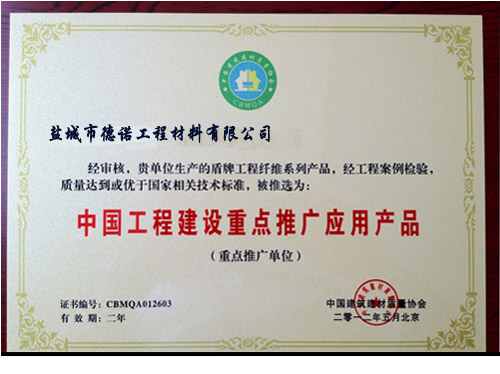 CBMQA
盐城市德诺工程材料有限公司
经审核，贵单位生产的盾牌工程纤维系列产品，经工程案例检验，
质量达到或优于国家相关技术标准，被推选为：
中国工程建设重点推广应用产品
（重点推广单位）
证书编号：CBMQA012603
有 效 期：二年
中国建筑建材质量协会
二零一二年五月北京